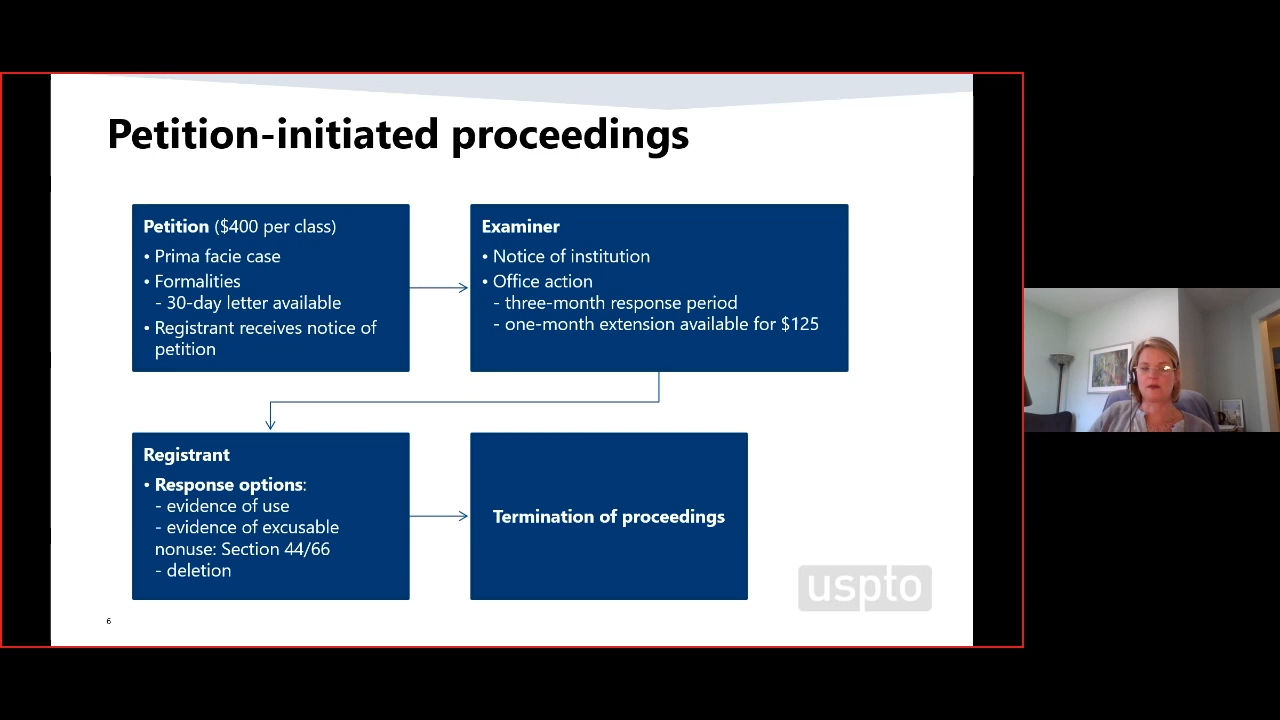 Petition-initiated proceedings
Petition ($400 per class)
• Prima facie case
• Formalities
- 30-day letter available
• Registrant receives notice of
petition
Examiner
• Notice of institution
• Office action
- three-month response period
- one-month extension available for $125
Registrant
• Response options:
- evidence of use
- evidence of excusable
nonuse: Section 44/66
- deletion
Termination of proceedings
uspto
6